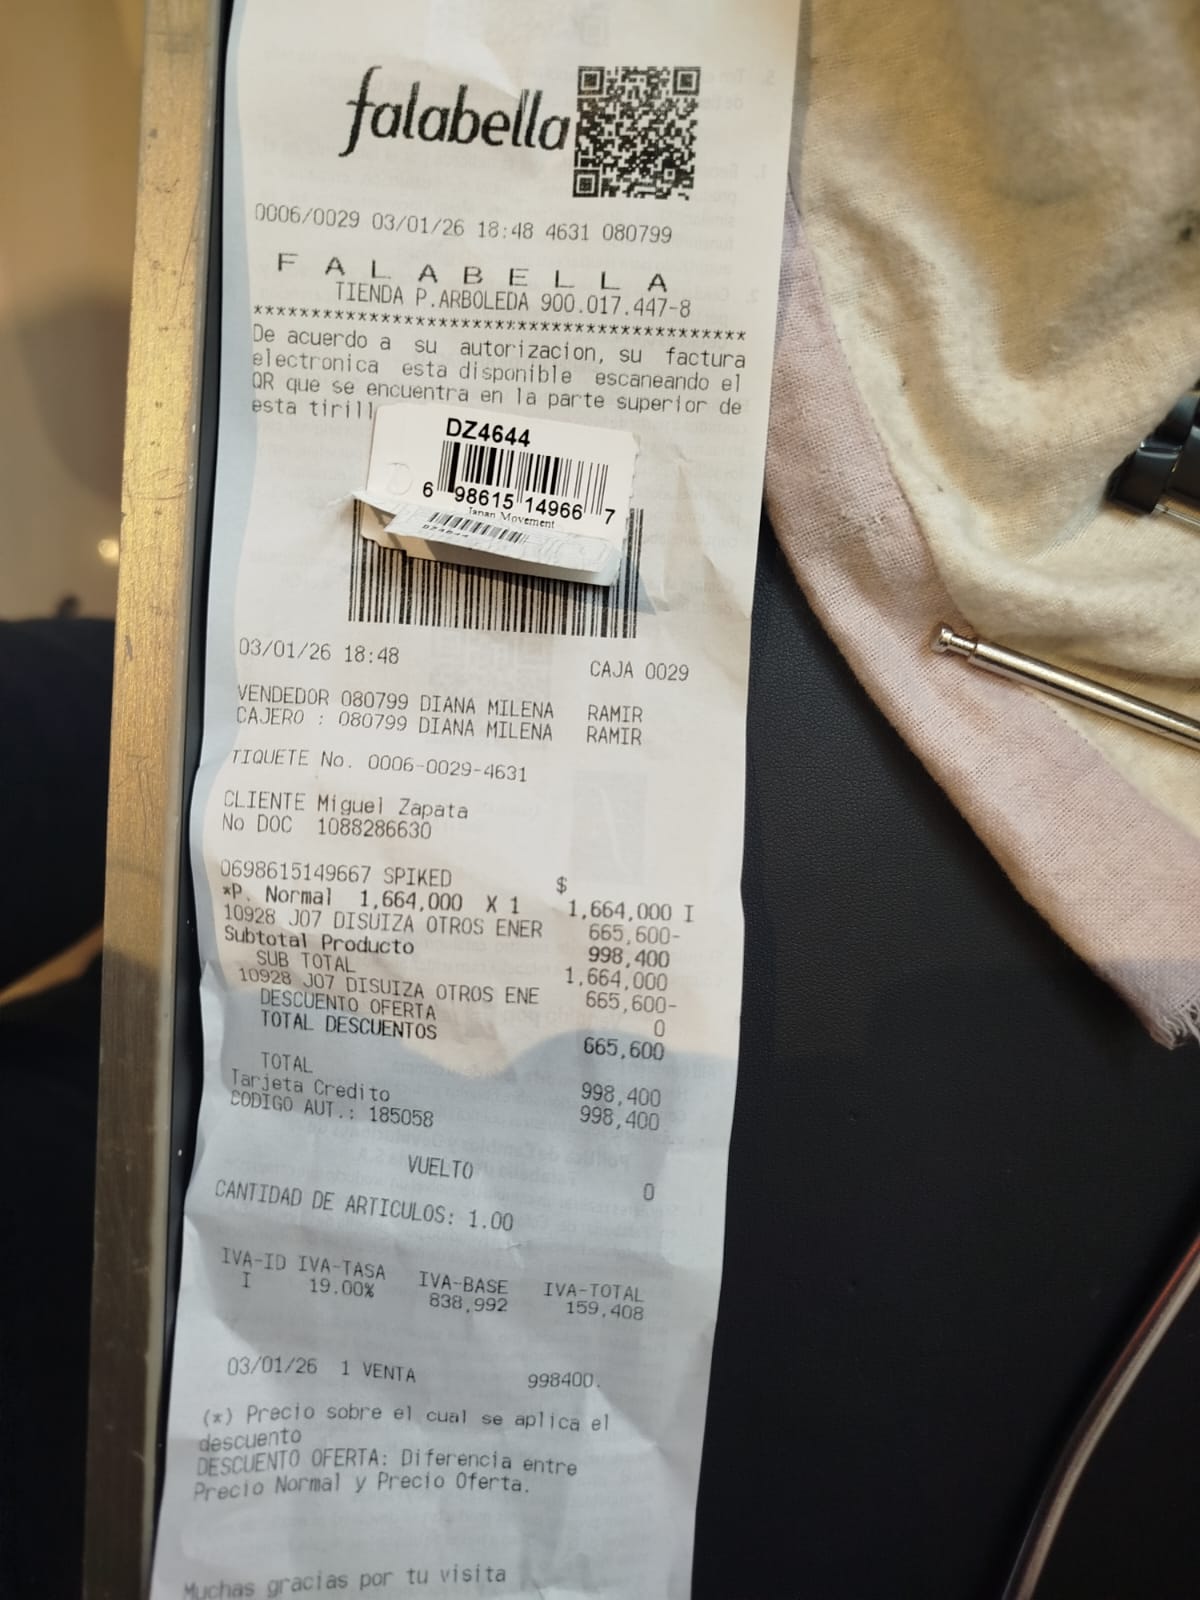 falabella
0006/0029 03/01/26 18:48 4631 080799
F A L A B E L L A
TIENDA P.ARBOLEDA 900.017.447-8
******************************************
De acuerdo a su autorizacion, su factura
electronica esta disponible escaneando el
QR que se encuentra en la parte superior de
esta tirill
DZ4644
6 98615 14966 7
Japan Movement
DZ4644
03/01/26 18:48 CAJA 0029
VENDEDOR 080799 DIANA MILENA RAMIR
CAJERO : 080799 DIANA MILENA RAMIR
TIQUETE No. 0006-0029-4631
CLIENTE Miguel Zapata
No DOC 1088286630
0698615149667 SPIKED $
*P. Normal 1,664,000 X 1 1,664,000 I
10928 J07 DISUIZA OTROS ENER 665,600-
Subtotal Producto 998,400
SUB TOTAL 1,664,000
10928 J07 DISUIZA OTROS ENE 665,600-
DESCUENTO OFERTA 0
TOTAL DESCUENTOS 665,600
TOTAL 998,400
Tarjeta Credito 998,400
CODIGO AUT.: 185058
VUELTO 0
CANTIDAD DE ARTICULOS: 1.00
IVA-ID IVA-TASA IVA-BASE IVA-TOTAL
I 19.00% 838,992 159,408
03/01/26 1 VENTA 998400.
(*) Precio sobre el cual se aplica el
descuento
DESCUENTO OFERTA: Diferencia entre
Precio Normal y Precio Oferta.
Muchas gracias por tu visita